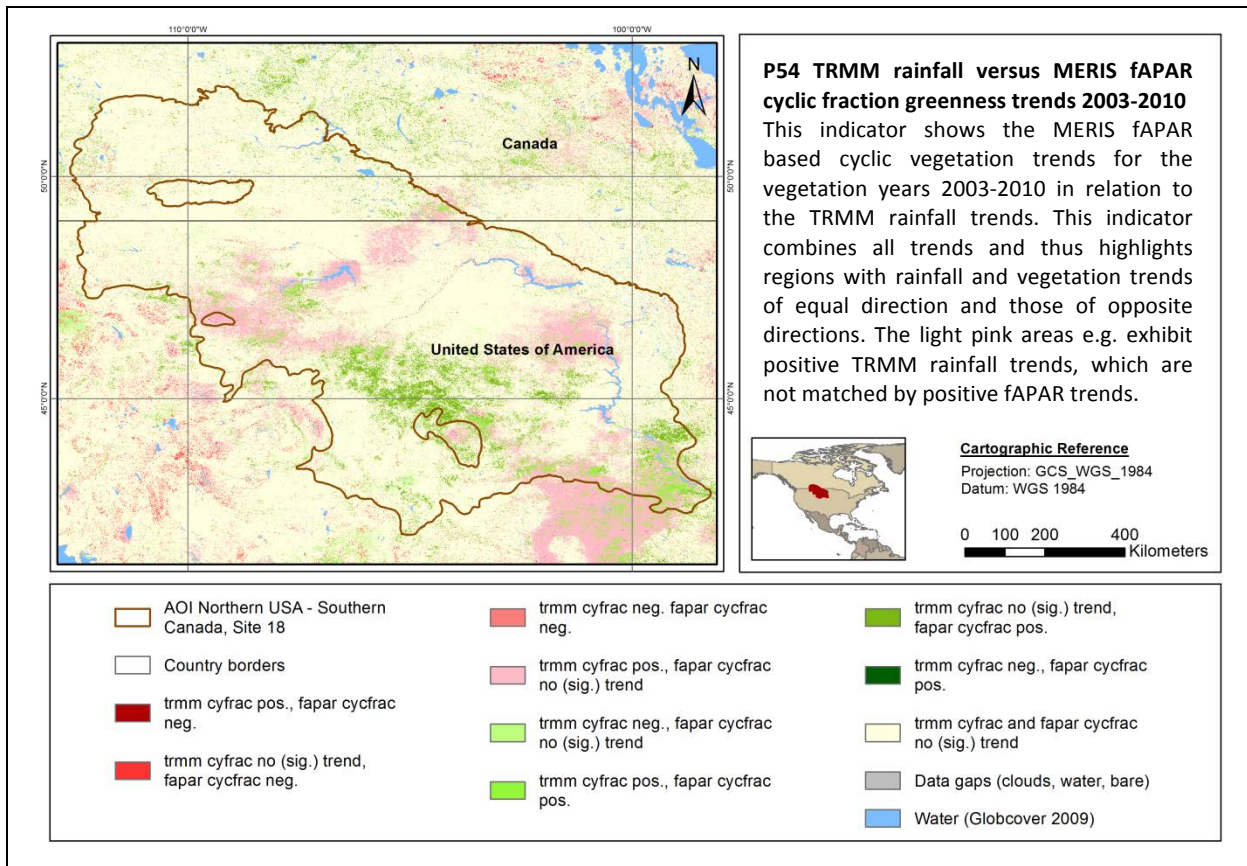 110°0'0"W
100°0'0"W
N
Canada
50°0'0"N
50°0'0"N
United States of America
45°0'0"N
45°0'0"N
P54 TRMM rainfall versus MERIS fAPAR
cyclic fraction greenness trends 2003-2010
This indicator shows the MERIS fAPAR
based cyclic vegetation trends for the
vegetation years 2003-2010 in relation to
the TRMM rainfall trends. This indicator
combines all trends and thus highlights
regions with rainfall and vegetation trends
of equal direction and those of opposite
directions. The light pink areas e.g. exhibit
positive TRMM rainfall trends, which are
not matched by positive fAPAR trends.
Cartographic Reference
Projection: GCS_WGS_1984
Datum: WGS 1984
0 100 200 400
Kilometers
AOI Northern USA - Southern
Canada, Site 18
Country borders
trmm cyfrac pos., fapar cycfrac
neg.
trmm cyfrac no (sig.) trend,
fapar cycfrac neg.
trmm cyfrac neg. fapar cycfrac
neg.
trmm cyfrac pos., fapar cycfrac
no (sig.) trend
trmm cyfrac neg., fapar cycfrac
no (sig.) trend
trmm cyfrac pos., fapar cycfrac
pos.
trmm cyfrac no (sig.) trend,
fapar cycfrac pos.
trmm cyfrac neg., fapar cycfrac
pos.
trmm cyfrac and fapar cycfrac
no (sig.) trend
Data gaps (clouds, water, bare)
Water (Globcover 2009)